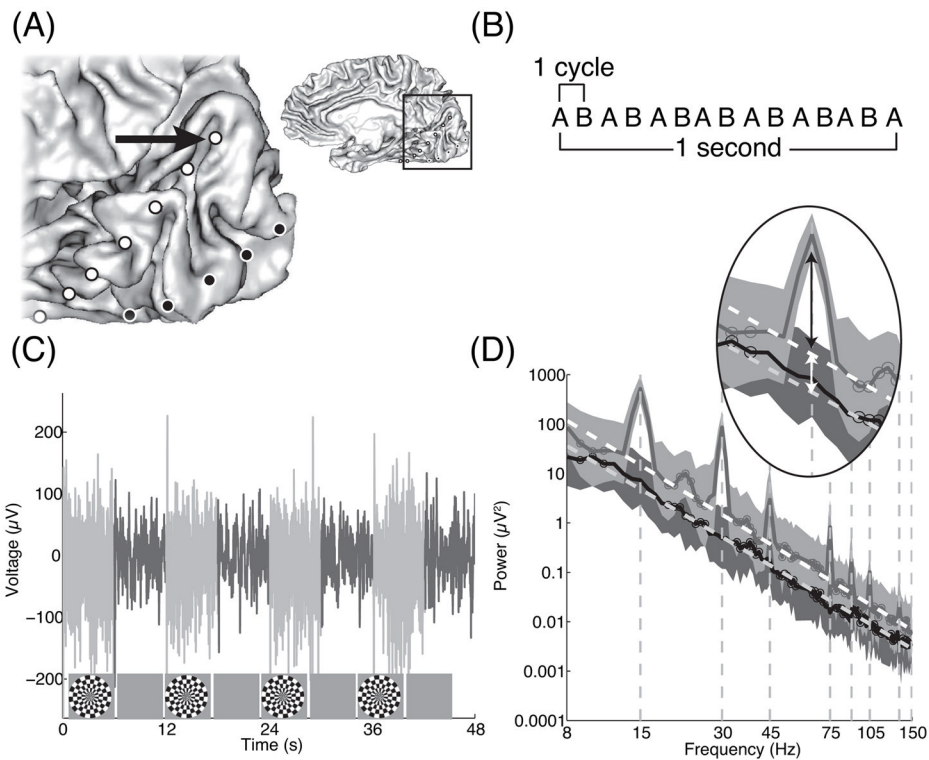 (A)
(B)
1 cycle
A B A B A B A B A B A B A B A
1 second
(C)
Voltage (µV)
200
100
0
−100
−200
0 12 24 36 48
Time (s)
(D)
Power (µV²)
1000
100
10
1
0.1
0.01
0.001
0.0001
8 15 30 45 75 105 150
Frequency (Hz)